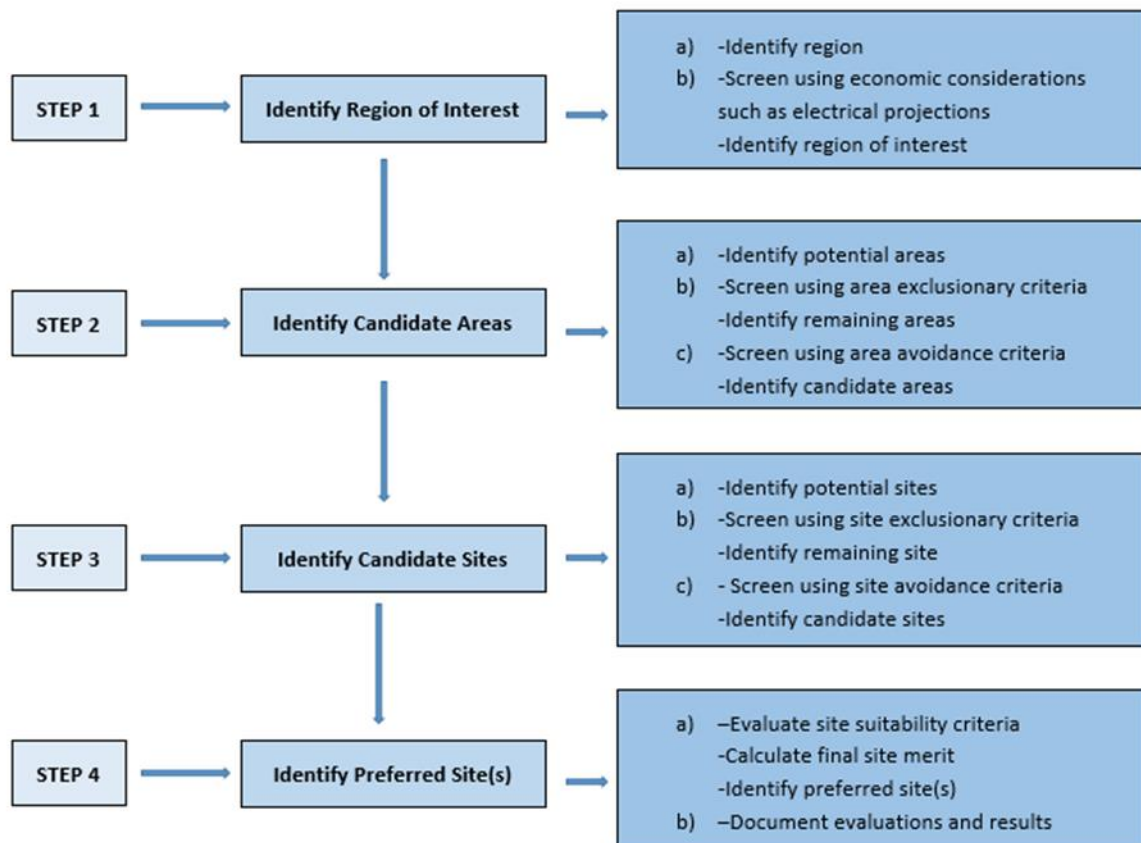 STEP 1
Identify Region of Interest
a) -Identify region
b) -Screen using economic considerations
such as electrical projections
-Identify region of interest
STEP 2
Identify Candidate Areas
a) -Identify potential areas
b) -Screen using area exclusionary criteria
-Identify remaining areas
c) -Screen using area avoidance criteria
-Identify candidate areas
STEP 3
Identify Candidate Sites
a) -Identify potential sites
b) -Screen using site exclusionary criteria
-Identify remaining site
c) - Screen using site avoidance criteria
-Identify candidate sites
STEP 4
Identify Preferred Site(s)
a) –Evaluate site suitability criteria
-Calculate final site merit
-Identify preferred site(s)
b) –Document evaluations and results